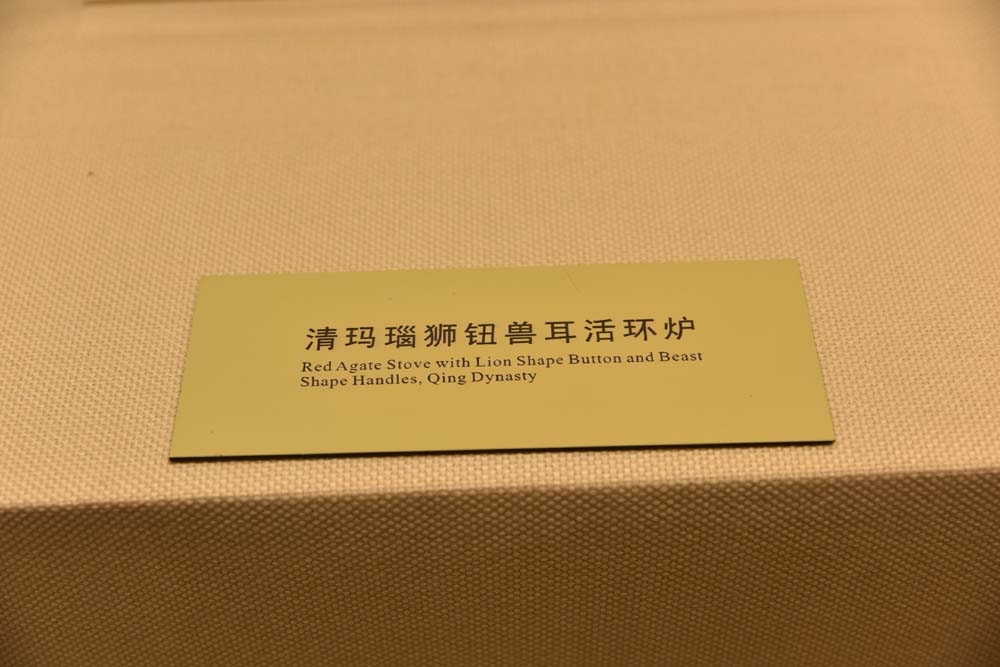 清玛瑙狮钮兽耳活环炉
Red Agate Stove with Lion Shape Button and Beast
Shape Handles, Qing Dynasty